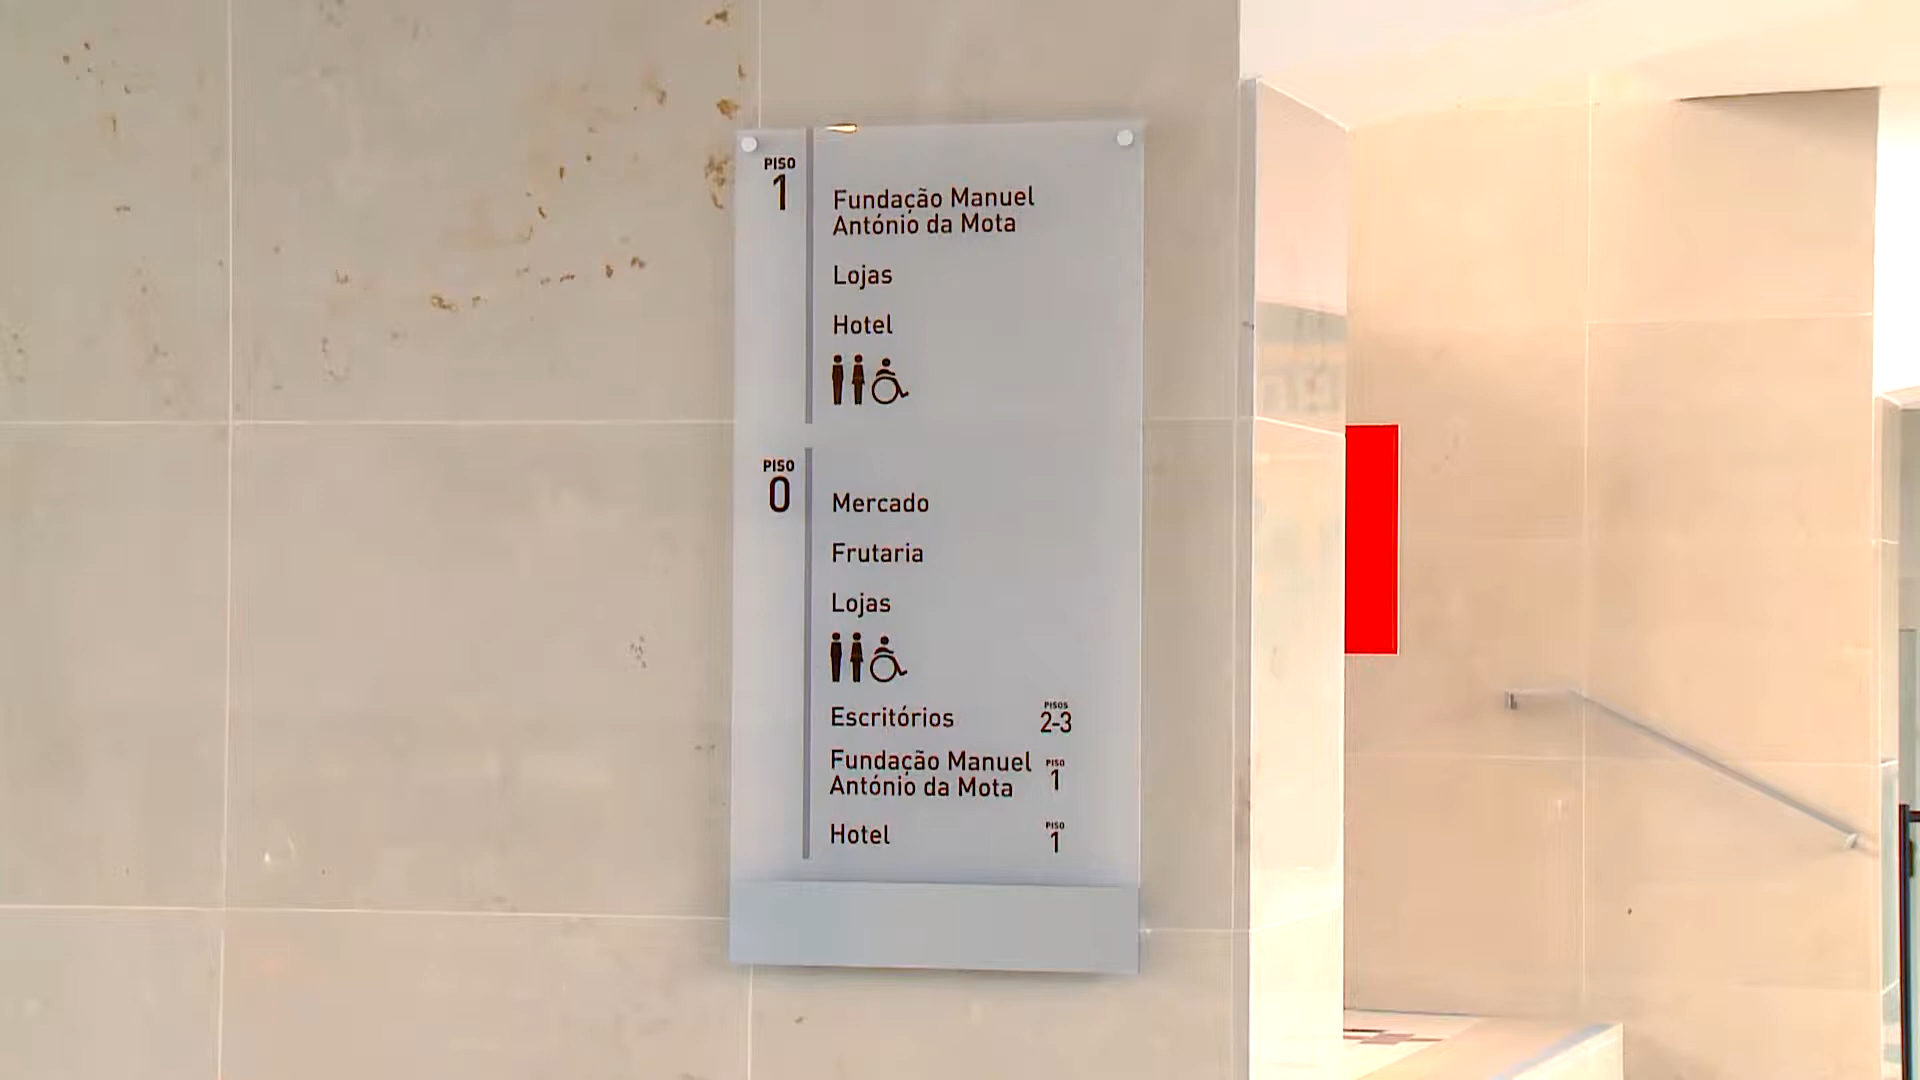 PISO
1
Fundação Manuel
António da Mota
Lojas
Hotel
PISO
0
Mercado
Frutaria
Lojas
Escritórios
PISOS
2-3
Fundação Manuel
António da Mota
PISO
1
Hotel
PISO
1